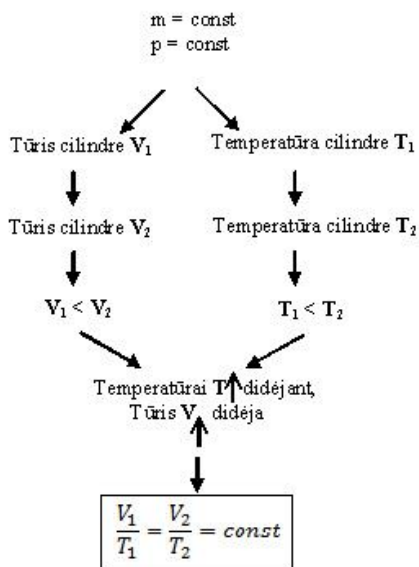 m = const
p = const
Tūris cilindre V₁
Temperatūra cilindre T₁
Tūris cilindre V₂
Temperatūra cilindre T₂
V₁ < V₂
T₁ < T₂
Temperatūrai T didėjant,
Tūris V didėja
V₁/T₁ = V₂/T₂ = const